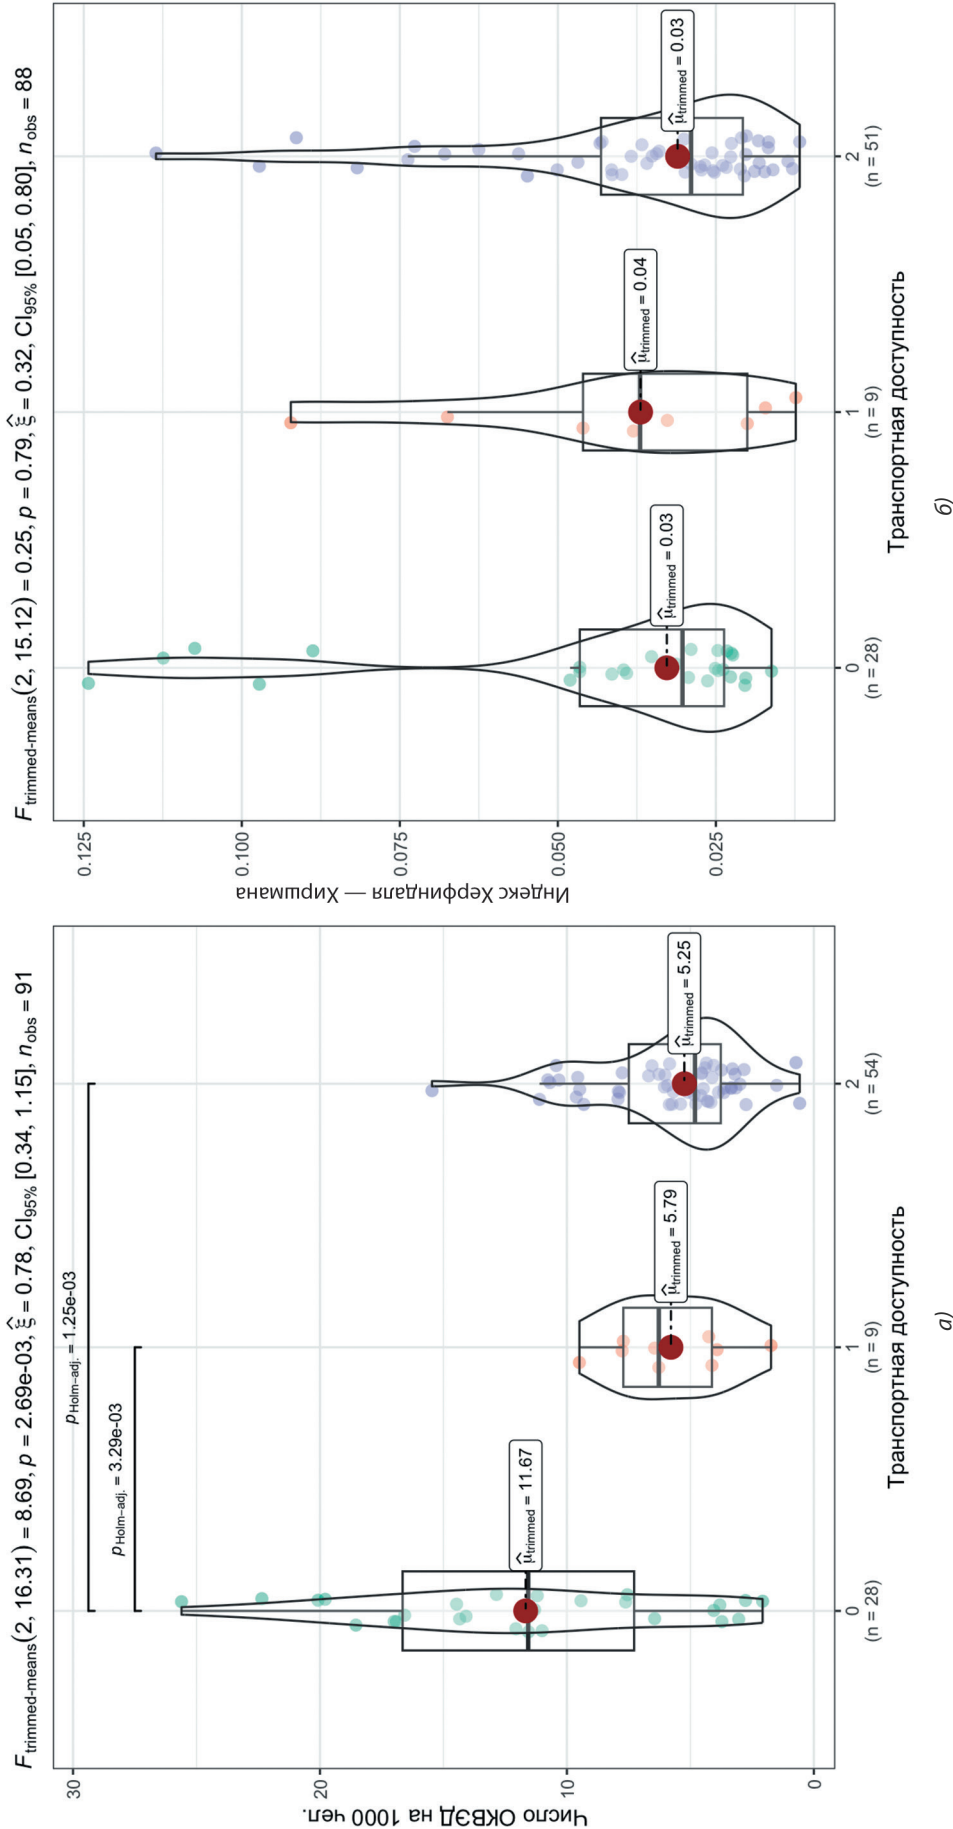 F trimmed-means(2, 16.31) = 8.69, p = 2.69e-03, ξ̂ = 0.78, CI95% [0.34, 1.15], nobs = 91
pHolm-adj. = 1.25e-03
pHolm-adj. = 3.29e-03
30
20
10
0
Число ОКВЭД на 1000 чел.
μ̂trimmed = 11.67
μ̂trimmed = 5.79
μ̂trimmed = 5.25
0
(n = 28)
1
(n = 9)
2
(n = 54)
Транспортная доступность
а)
F trimmed-means(2, 15.12) = 0.25, p = 0.79, ξ̂ = 0.32, CI95% [0.05, 0.80], nobs = 88
0.125
0.100
0.075
0.050
0.025
Индекс Херфиндаля — Хиршмана
μ̂trimmed = 0.03
μ̂trimmed = 0.04
μ̂trimmed = 0.03
0
(n = 28)
1
(n = 9)
2
(n = 51)
Транспортная доступность
б)